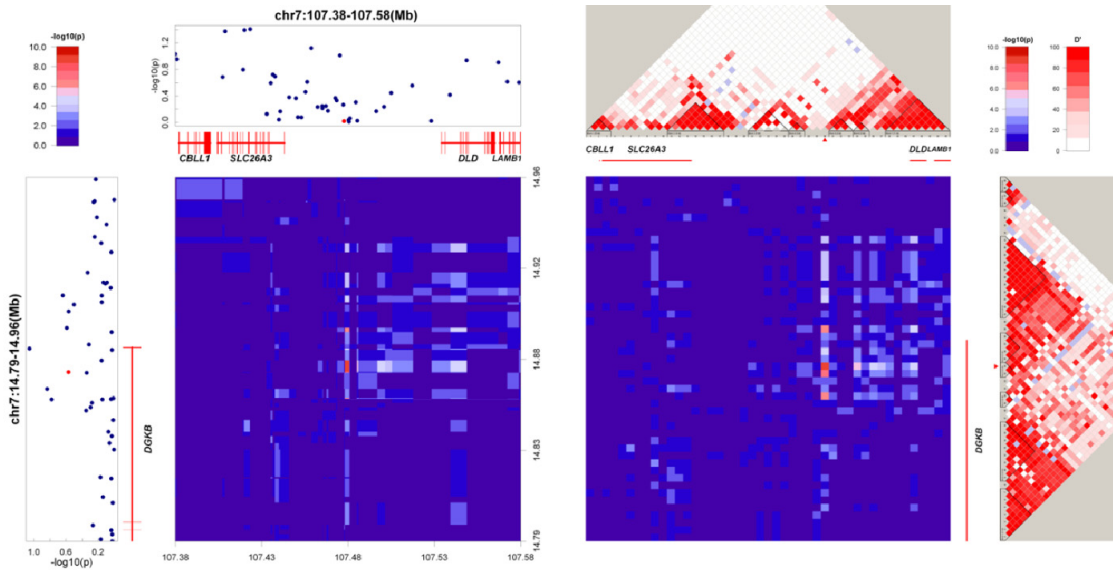 chr7:107.38-107.58(Mb)
-log10(p)
10.0
8.0
6.0
4.0
2.0
0.0
-log10(p)
1.2
0.8
0.4
0.0
CBLL1 SLC26A3 DLD LAMB1
-log10(p) D'
10.0 100
8.0 80
6.0 60
4.0 40
2.0 20
0.0 0
CBLL1 SLC26A3 DLD LAMB1
chr7:14.79-14.96(Mb)
DGKB
14.96
14.92
14.88
14.83
14.79
DGKB
1.0 0.6 0.2
-log10(p)
107.38 107.43 107.48 107.53 107.58